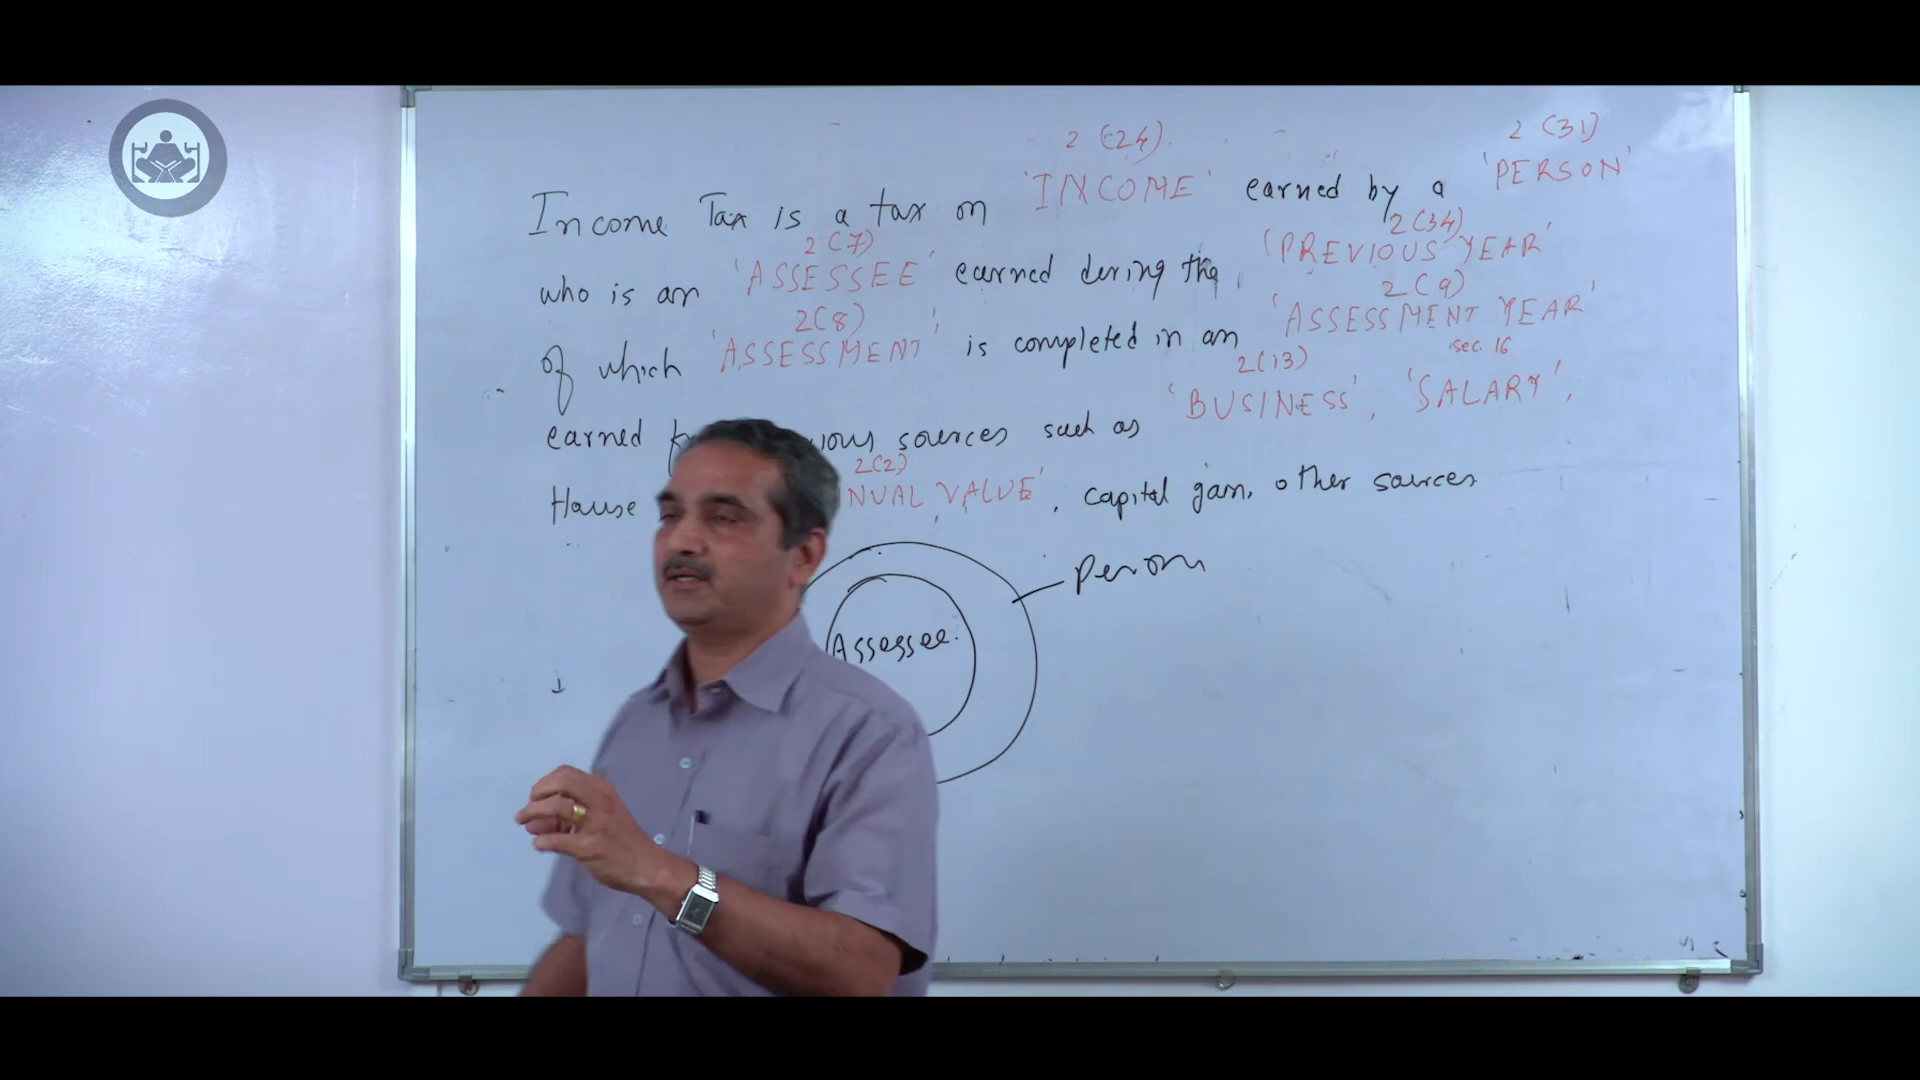 2 (24) 2 (31)
Income Tax is a tax on 'INCOME' earned by a 'PERSON'
2(7) 2(34)
who is an 'ASSESSEE' earned during the 'PREVIOUS YEAR'
2(8) 2(9)
of which 'ASSESSMENT' is completed in an 'ASSESSMENT YEAR'
2(13) sec. 16
earned sources such as 'BUSINESS', 'SALARY',
2(2)
House NUAL VALUE', capital gain, other sources
Person
Assessee